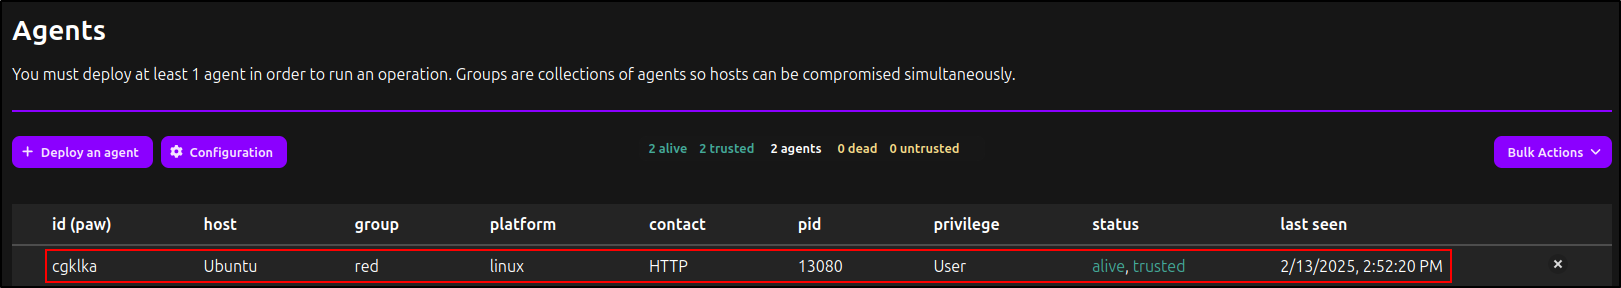 Agents
You must deploy at least 1 agent in order to run an operation. Groups are collections of agents so hosts can be compromised simultaneously.
+ Deploy an agent Configuration 2 alive 2 trusted 2 agents 0 dead 0 untrusted Bulk Actions
id (paw) host group platform contact pid privilege status last seen
cgklka Ubuntu red linux HTTP 13080 User alive, trusted 2/13/2025, 2:52:20 PM ×